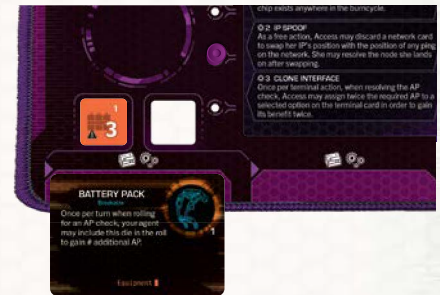 chip exists anywhere in the burncycle.
2 IP SPOOF
As a free action, Access may discard a network card
to swap her IP's position with the position of any ping
on the network. She may resolve the node she lands
on after swapping.
3 CLONE INTERFACE
Once per terminal action, when resolving the AP
check, Access may assign twice the required AP to a
selected option on the terminal card in order to gain
its benefit twice.
1
3
BATTERY PACK
Once per turn when rolling
for an AP check, your agent
may include this die in the roll
to gain # additional AP.
1
Equipment